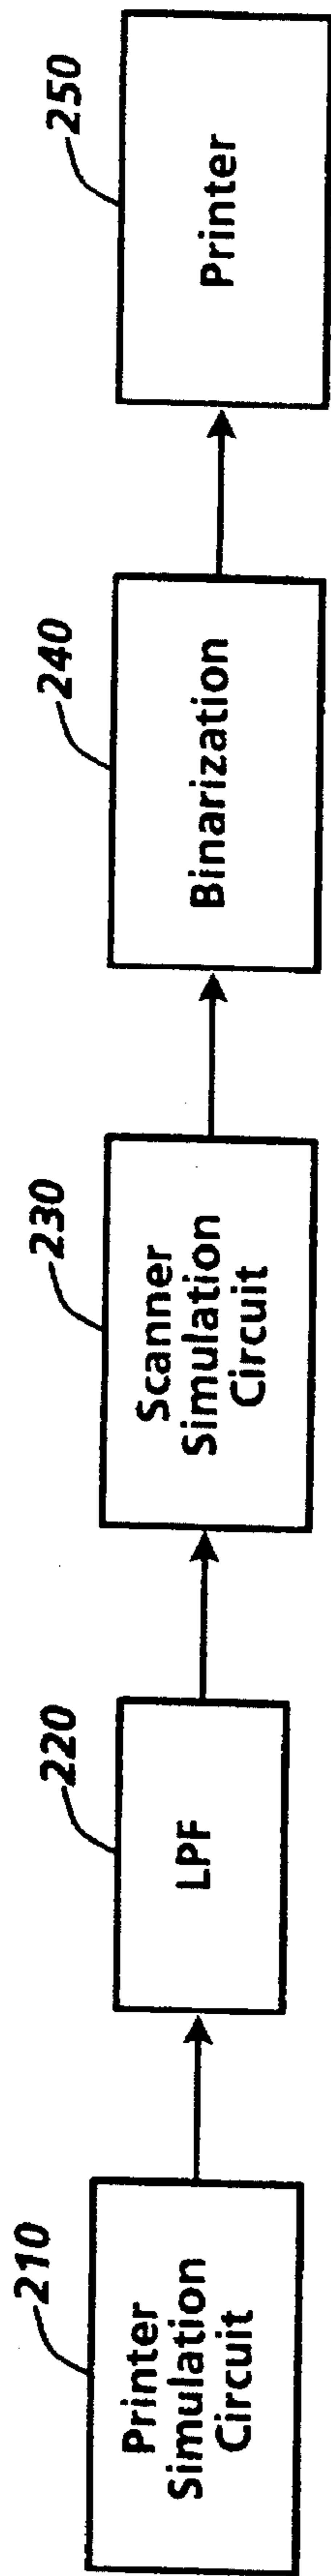 210
Printer
Simulation
Circuit
220
LPF
230
Scanner
Simulation
Circuit
240
Binarization
250
Printer